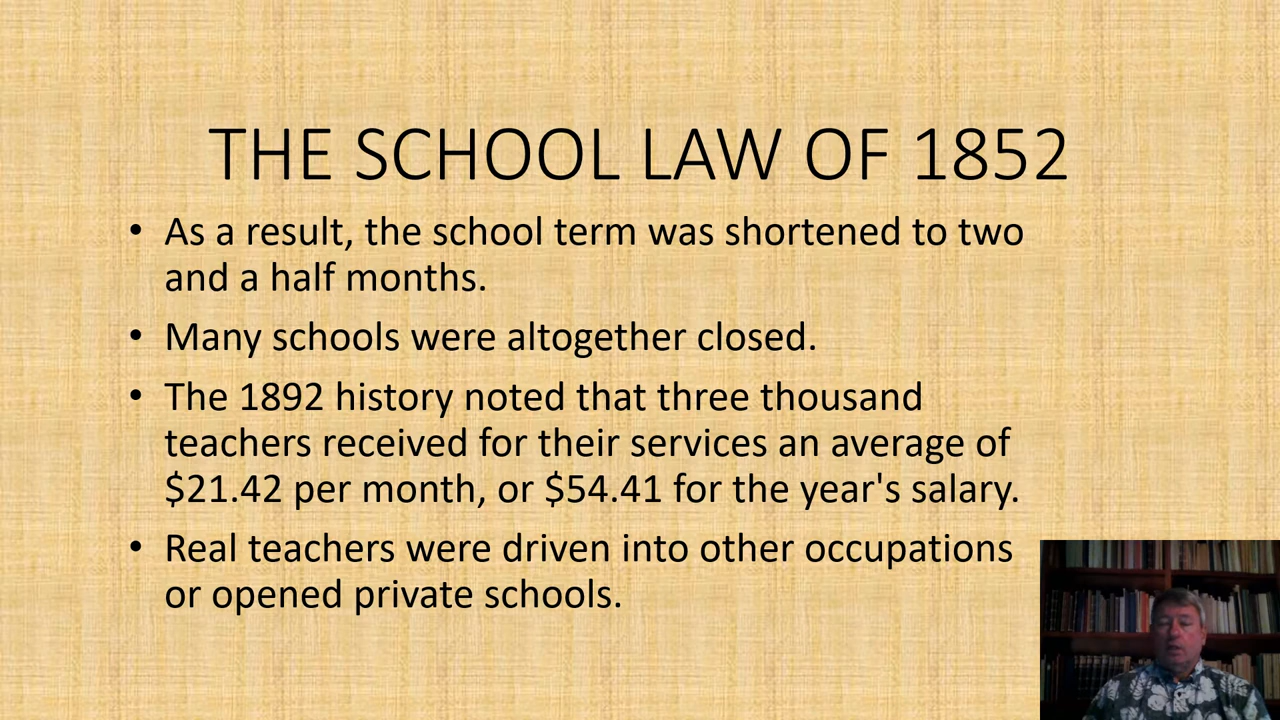 THE SCHOOL LAW OF 1852
• As a result, the school term was shortened to two
and a half months.
• Many schools were altogether closed.
• The 1892 history noted that three thousand
teachers received for their services an average of
$21.42 per month, or $54.41 for the year's salary.
• Real teachers were driven into other occupations
or opened private schools.